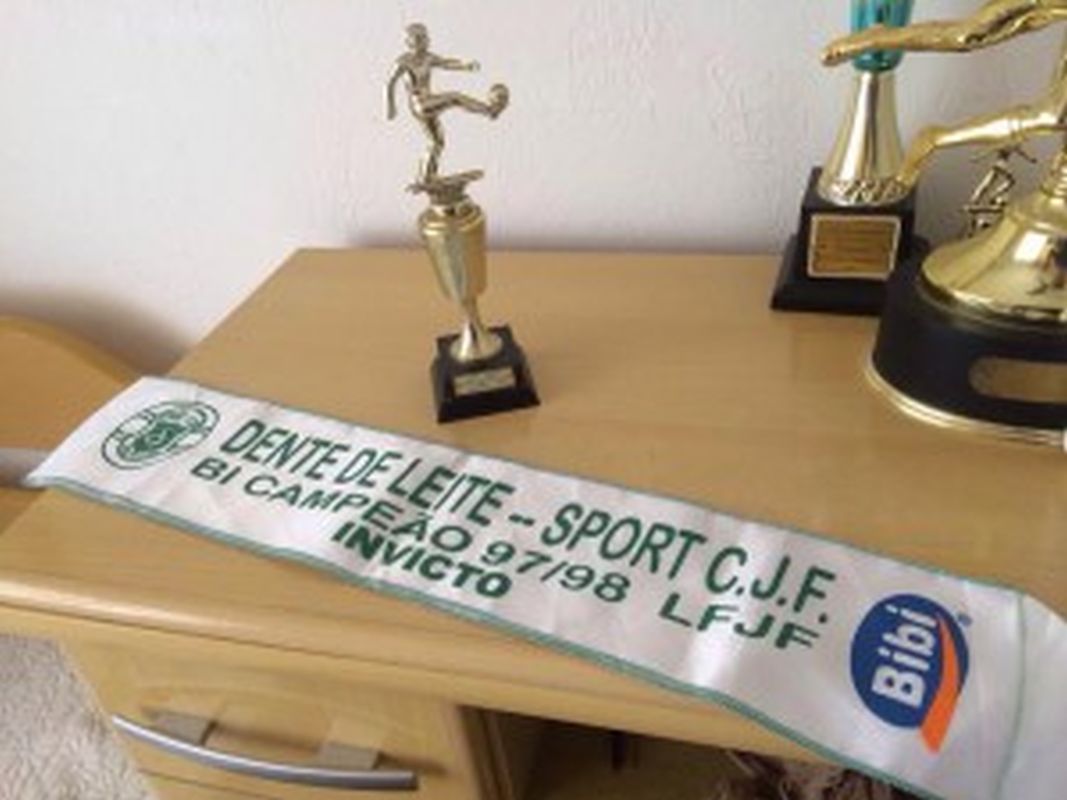 DENTE DE LEITE -- SPORT C.J.F.
BI CAMPEÃO 97/98 LFJF
INVICTO
Bibi®